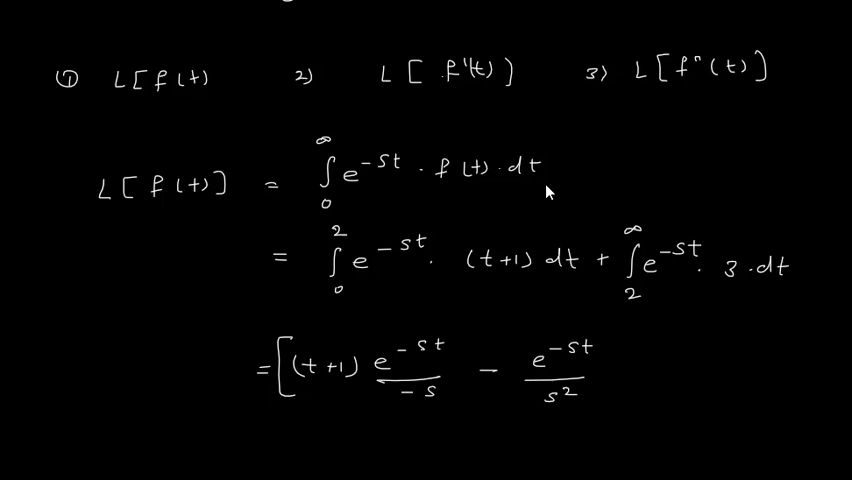 ① L[f(t) 2) L[f'(t)] 3) L[f"(t)]
L[f(t)] = ∫₀^∞ e^{-st} · f(t) · dt
= ∫₀² e^{-st} · (t+1) dt + ∫₂^∞ e^{-st} · 3 · dt
= [(t+1) e^{-st}/-s - e^{-st}/s²